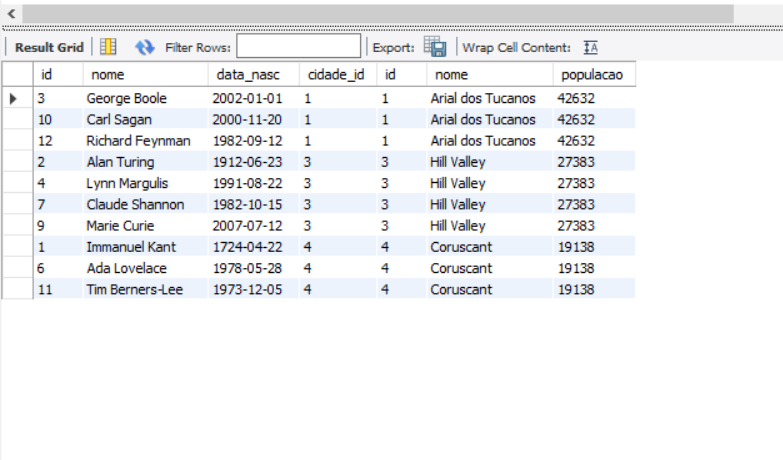 Result Grid Filter Rows: Export: Wrap Cell Content: IA
id nome data_nasc cidade_id id nome populacao
3 George Boole 2002-01-01 1 1 Arial dos Tucanos 42632
10 Carl Sagan 2000-11-20 1 1 Arial dos Tucanos 42632
12 Richard Feynman 1982-09-12 1 1 Arial dos Tucanos 42632
2 Alan Turing 1912-06-23 3 3 Hill Valley 27383
4 Lynn Margulis 1991-08-22 3 3 Hill Valley 27383
7 Claude Shannon 1982-10-15 3 3 Hill Valley 27383
9 Marie Curie 2007-07-12 3 3 Hill Valley 27383
1 Immanuel Kant 1724-04-22 4 4 Coruscant 19138
6 Ada Lovelace 1978-05-28 4 4 Coruscant 19138
11 Tim Berners-Lee 1973-12-05 4 4 Coruscant 19138